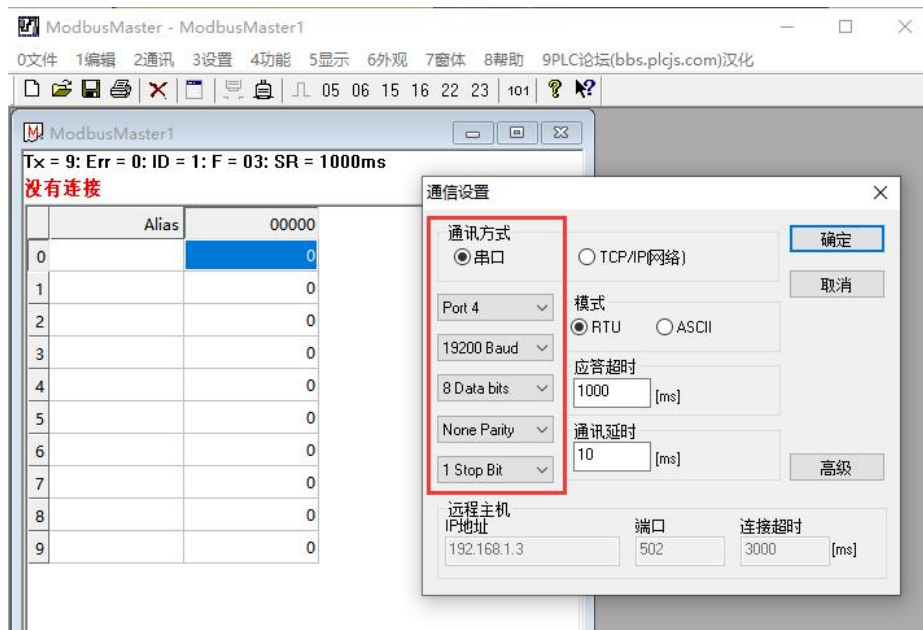 ModbusMaster - ModbusMaster1
0文件 1编辑 2通讯 3设置 4功能 5显示 6外观 7窗体 8帮助 9PLC论坛(bbs.plcjs.com)汉化
05 06 15 16 22 23 101
ModbusMaster1
Tx = 9: Err = 0: ID = 1: F = 03: SR = 1000ms
没有连接
Alias 00000
0 0
1 0
2 0
3 0
4 0
5 0
6 0
7 0
8 0
9 0
通信设置
通讯方式
串口
TCP/IP(网络)
确定
取消
Port 4
19200 Baud
8 Data bits
None Parity
1 Stop Bit
模式
RTU ASCII
应答超时
1000 [ms]
通讯延时
10 [ms]
高级
远程主机
IP地址 端口 连接超时
192.168.1.3 502 3000 [ms]